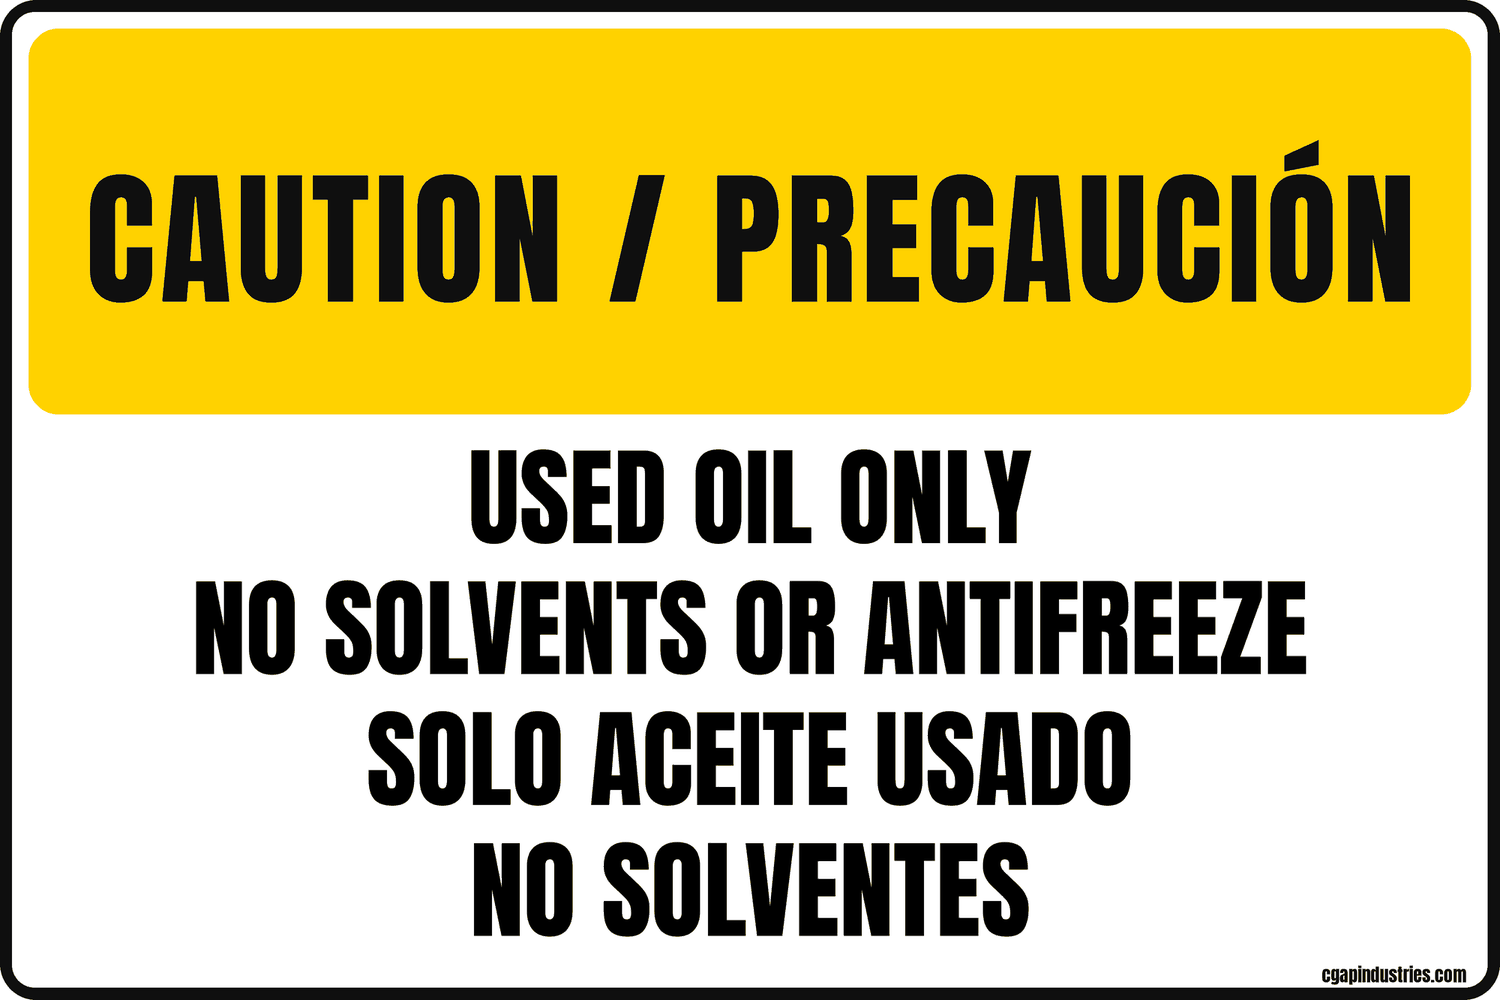 CAUTION / PRECAUCIÓN
USED OIL ONLY
NO SOLVENTS OR ANTIFREEZE
SOLO ACEITE USADO
NO SOLVENTES
cgapindustries.com